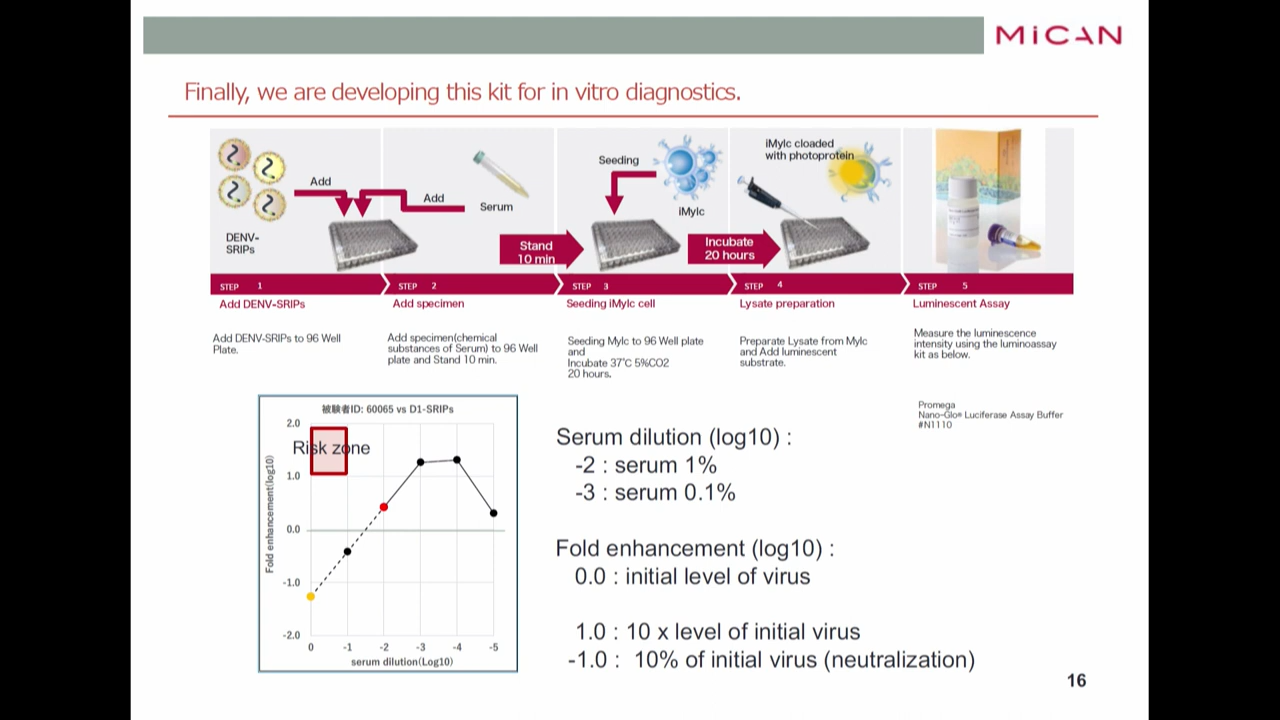 MiCAN
Finally, we are developing this kit for in vitro diagnostics.
DENV-
SRIPs
Add
Add
Serum
Stand
10 min
Seeding
iMylc
Incubate
20 hours
iMylc cloaded
with photoprotein
STEP 1
Add DENV-SRIPs
Add DENV-SRIPs to 96 Well
Plate.
STEP 2
Add specimen
Add specimen(chemical
substances of Serum) to 96 Well
plate and Stand 10 min.
STEP 3
Seeding iMylc cell
Seeding Mylc to 96 Well plate
and
Incubate 37℃ 5%CO2
20 hours.
STEP 4
Lysate preparation
Preparate Lysate from Mylc
and Add luminescent
substrate.
STEP 5
Luminescent Assay
Measure the luminescence
intensity using the luminoassay
kit as below.
Promega
Nano-Glo® Luciferase Assay Buffer
#N1110
被験者ID: 60065 vs D1-SRIPs
Risk zone
Fold enhancement(log10)
2.0
1.0
0.0
-1.0
-2.0
0 -1 -2 -3 -4 -5
serum dilution(Log10)
Serum dilution (log10) :
-2 : serum 1%
-3 : serum 0.1%
Fold enhancement (log10) :
0.0 : initial level of virus
1.0 : 10 x level of initial virus
-1.0 : 10% of initial virus (neutralization)
16